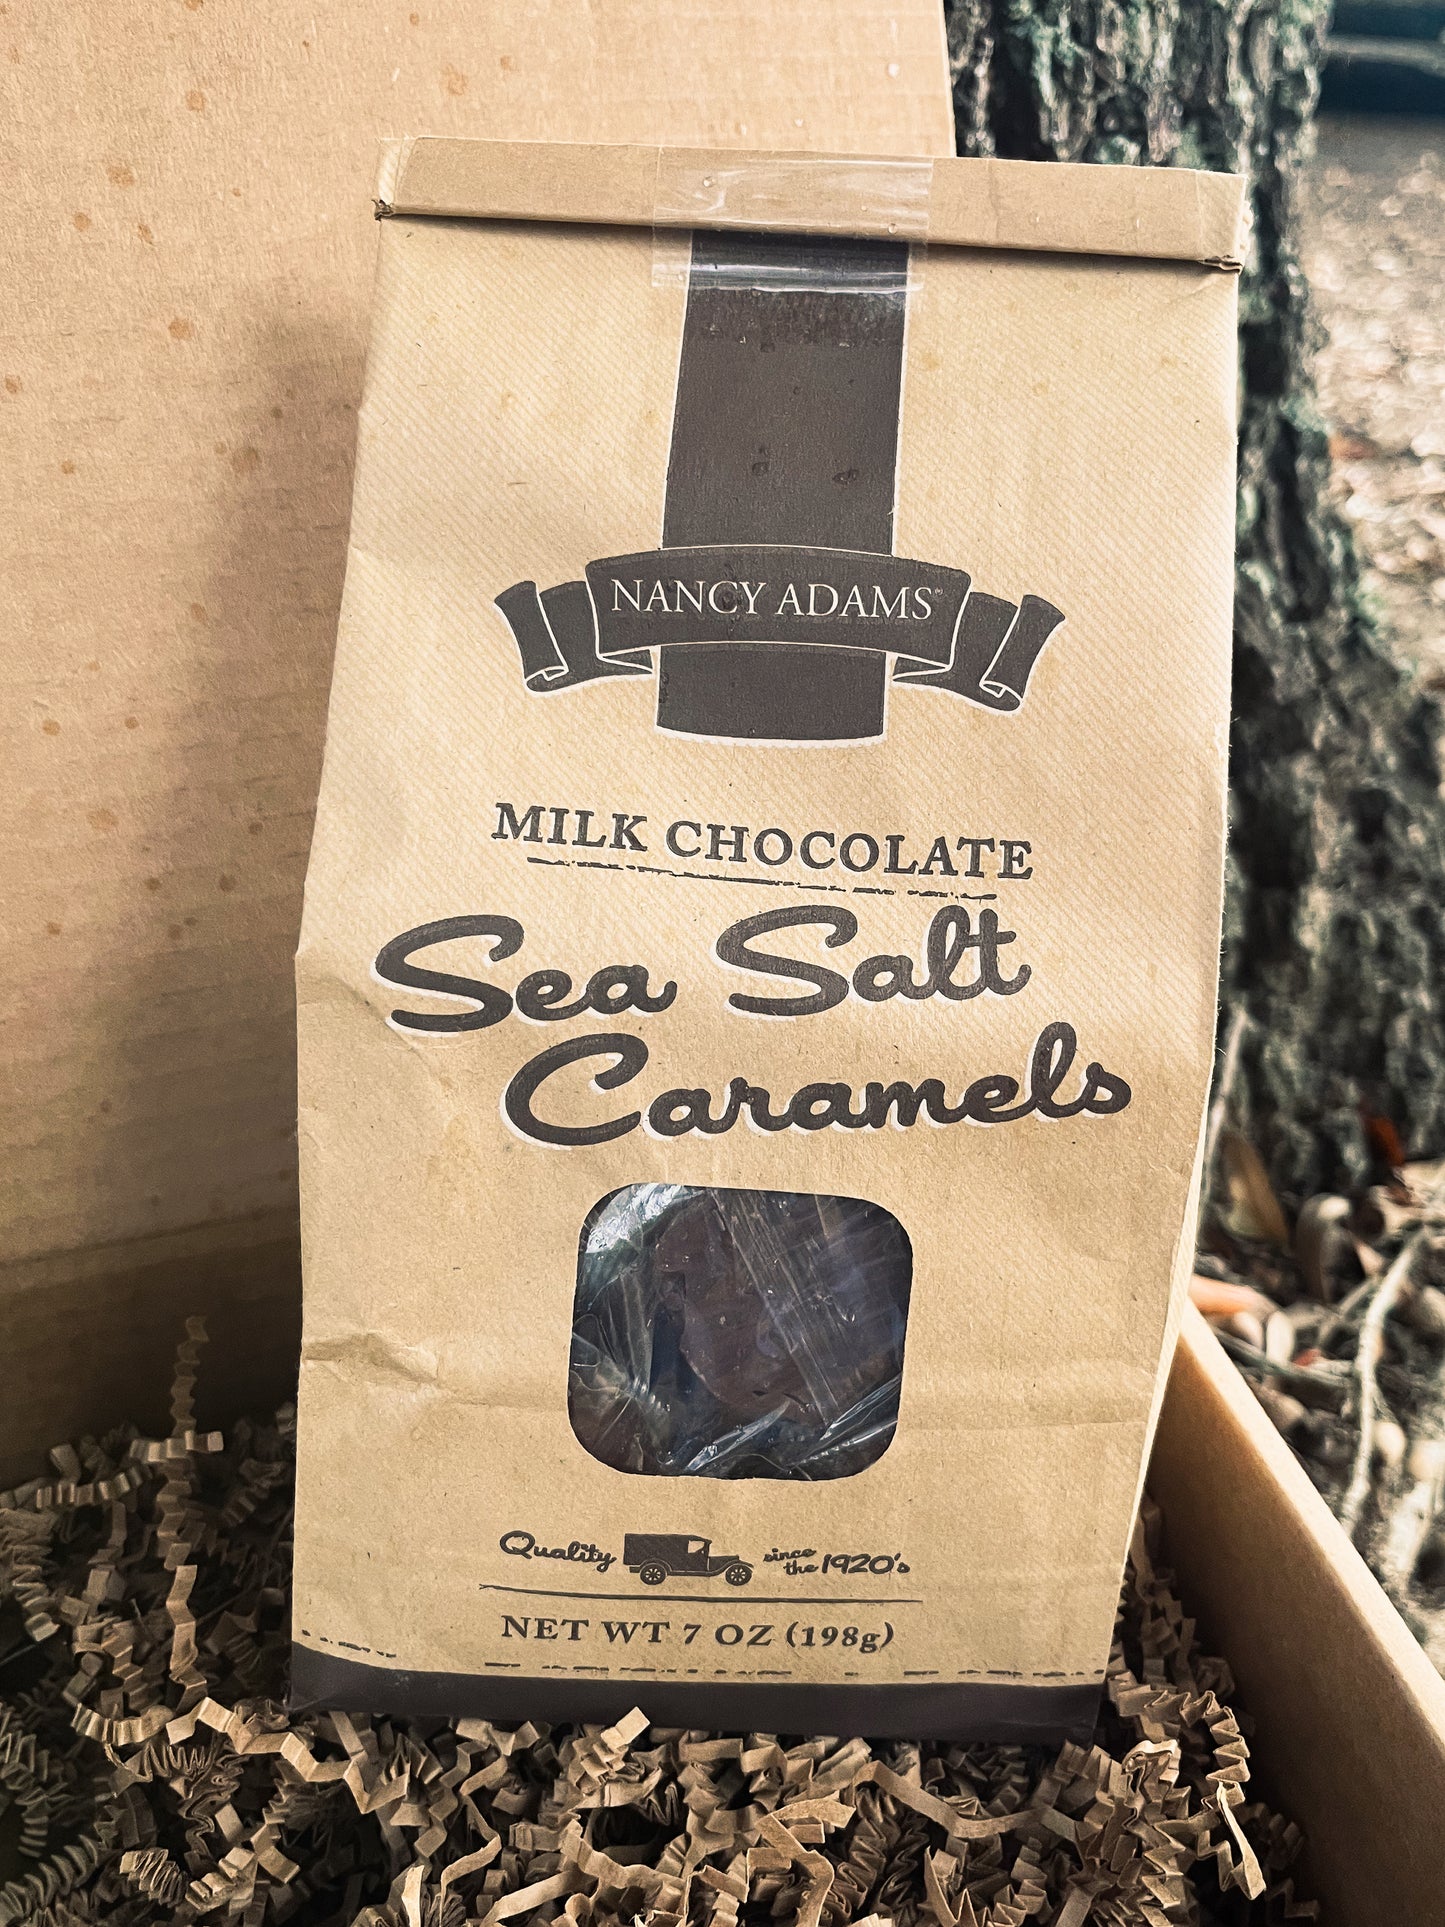 NANCY ADAMS®
MILK CHOCOLATE
Sea Salt
Caramels
Quality since the 1920's
NET WT 7 OZ (198g)